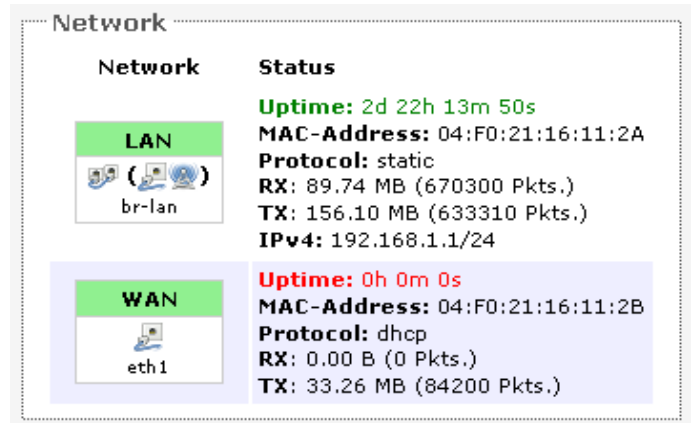 Network
Network Status
Uptime: 2d 22h 13m 50s
LAN
MAC-Address: 04:F0:21:16:11:2A
Protocol: static
( )
RX: 89.74 MB (670300 Pkts.)
br-lan
TX: 156.10 MB (633310 Pkts.)
IPv4: 192.168.1.1/24
Uptime: 0h 0m 0s
WAN
MAC-Address: 04:F0:21:16:11:2B
Protocol: dhcp
eth1
RX: 0.00 B (0 Pkts.)
TX: 33.26 MB (84200 Pkts.)